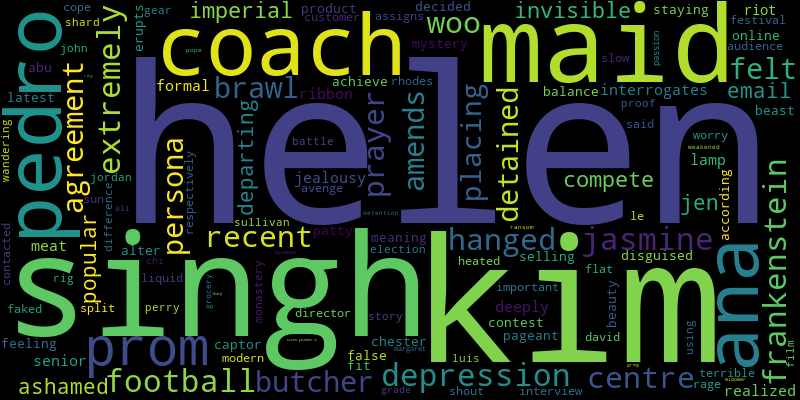 cope
gear
imperial
product
decided
invisible
staying
riot
shard
pedro
extremely
john
erupts
coach
customer
assigns
woo
maid
online
festival
audience
abu
mystery
slow
passion
felt
latest
formal
brawl
achieve
rhodes
balance
interrogates
email
ribbon
proof
beast
wandering
agreement
helen
battle
prayer
amends
placing
detained
said
worry
weakened
lamp
persona
respectively
departing
jealousy
avenge
compete
jordan
sun
difference
ali
detention
jen
according
le
sullivan
patty
ransom
contacted
popular
recent
meaning
election
hanged
jasmine
frankenstein
meat
alter
chi
heated
selling
disguised
singh
kim
ana
rig
liquid
monastery
deeply
important
flat
beauty
faked
split
perry
director
story
contest
david
using
prom
grocery
chester
pageant
feeling
captor
false
margaret
luis
film
senior
modern
fit
depression
centre
terrible
rage
ashamed
football
butcher
grade
shout
interview
realized
pope